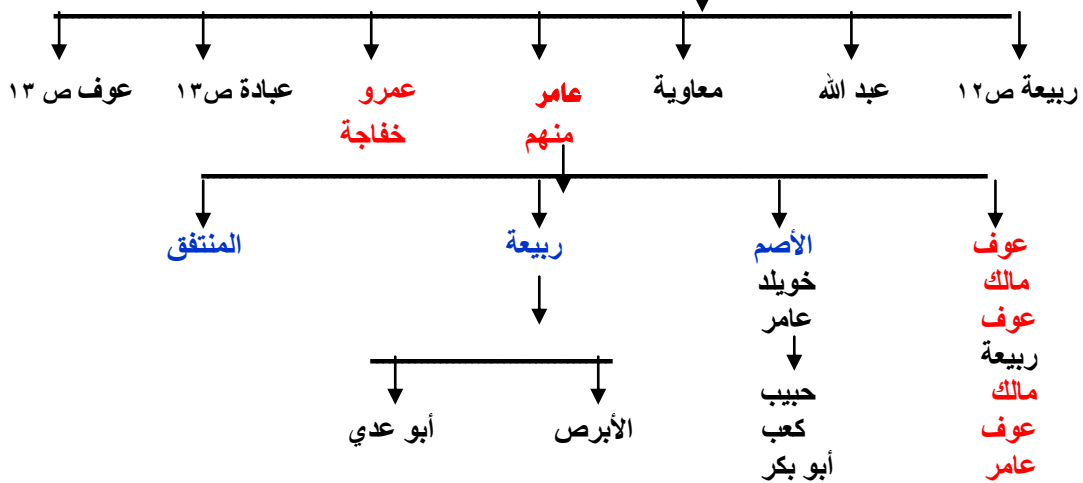 ربيعة ص١٢ عبد الله معاوية عامر عمرو عبادة ص١٣ عوف ص ١٣
منهم خفاجة
عوف الأصم ربيعة المنتفق
مالك خويلد
عوف عامر
ربيعة
مالك حبيب
عوف كعب الأبرص أبو عدي
عامر أبو بكر